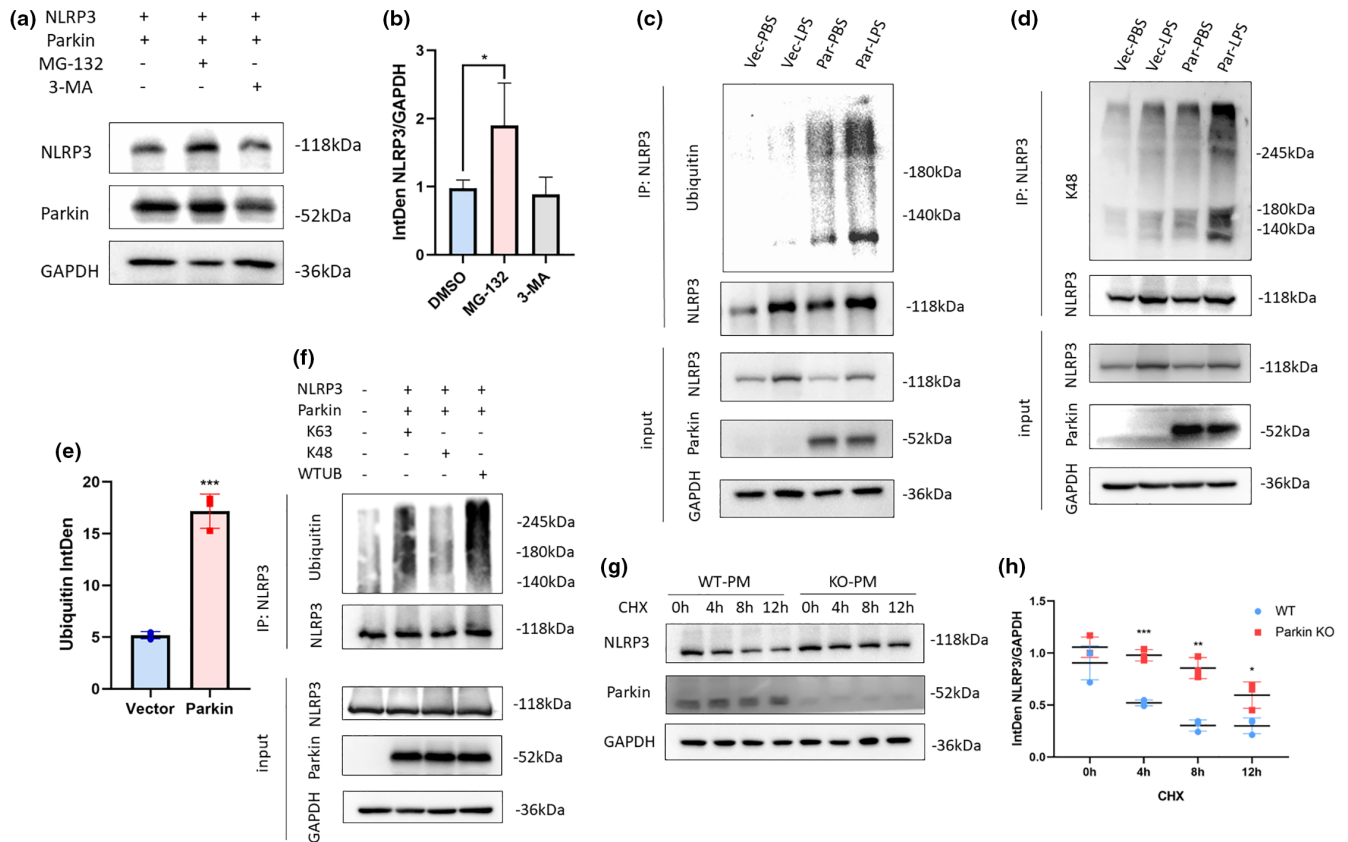 (a)
NLRP3 + + +
Parkin + + +
MG-132 - + -
3-MA - - +
NLRP3 -118kDa
Parkin -52kDa
GAPDH -36kDa
(b)
IntDen NLRP3/GAPDH
3
2
1
0
*
DMSO MG-132 3-MA
(c)
Vec-PBS Vec-LPS Par-PBS Par-LPS
IP: NLRP3
Ubiquitin
-180kDa
-140kDa
NLRP3 -118kDa
input
NLRP3 -118kDa
Parkin -52kDa
GAPDH -36kDa
(d)
Vec-PBS Vec-LPS Par-PBS Par-LPS
IP: NLRP3
K48
-245kDa
-180kDa
-140kDa
NLRP3 -118kDa
input
NLRP3 -118kDa
Parkin -52kDa
GAPDH -36kDa
(e)
Ubiquitin IntDen
20
15
10
5
0
***
Vector Parkin
(f)
NLRP3 - + + +
Parkin - + + +
K63 - + - -
K48 - - + -
WTUB - - - +
IP: NLRP3
Ubiquitin
-245kDa
-180kDa
-140kDa
NLRP3 -118kDa
input
NLRP3 -118kDa
Parkin -52kDa
GAPDH -36kDa
(g)
WT-PM KO-PM
CHX 0h 4h 8h 12h 0h 4h 8h 12h
NLRP3 -118kDa
Parkin -52kDa
GAPDH -36kDa
(h)
IntDen NLRP3/GAPDH
1.5
1.0
0.5
0.0
*** ** *
WT
Parkin KO
0h 4h 8h 12h
CHX